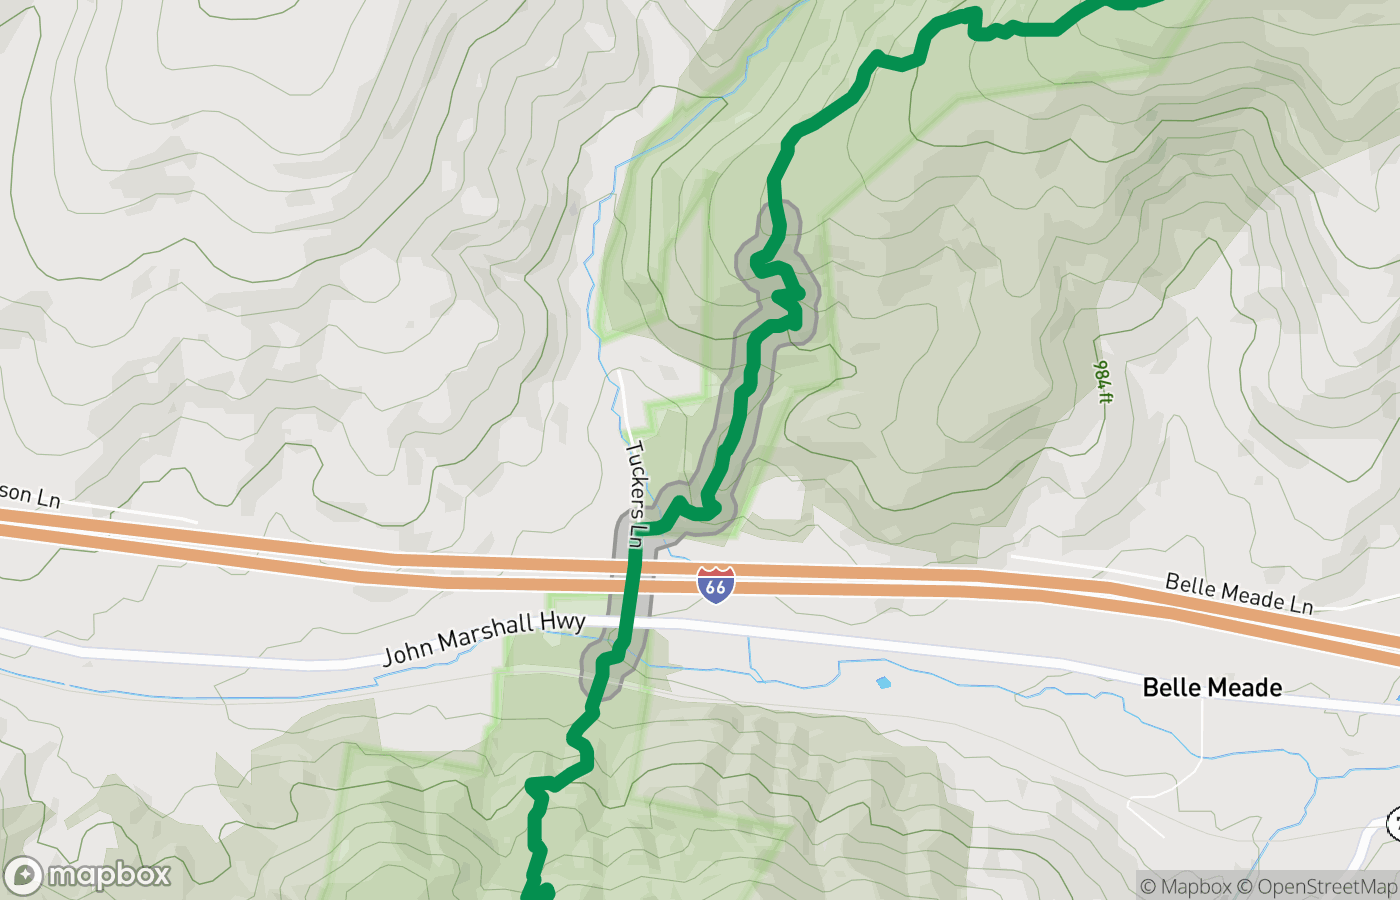 984 ft
Tuckers Ln
son Ln
66
Belle Meade Ln
John Marshall Hwy
Belle Meade
mapbox
© Mapbox © OpenStreetMap